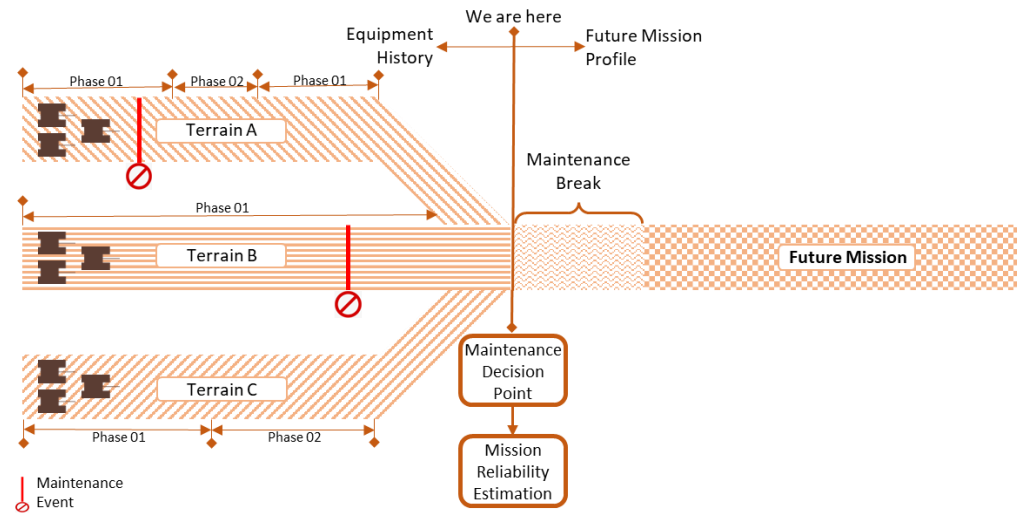 We are here
Equipment
History
Future Mission
Profile
Phase 01
Phase 02
Phase 01
Terrain A
Maintenance
Break
Phase 01
Terrain B
Future Mission
Maintenance
Decision
Point
Terrain C
Phase 01
Phase 02
Mission
Reliability
Estimation
Maintenance
Event